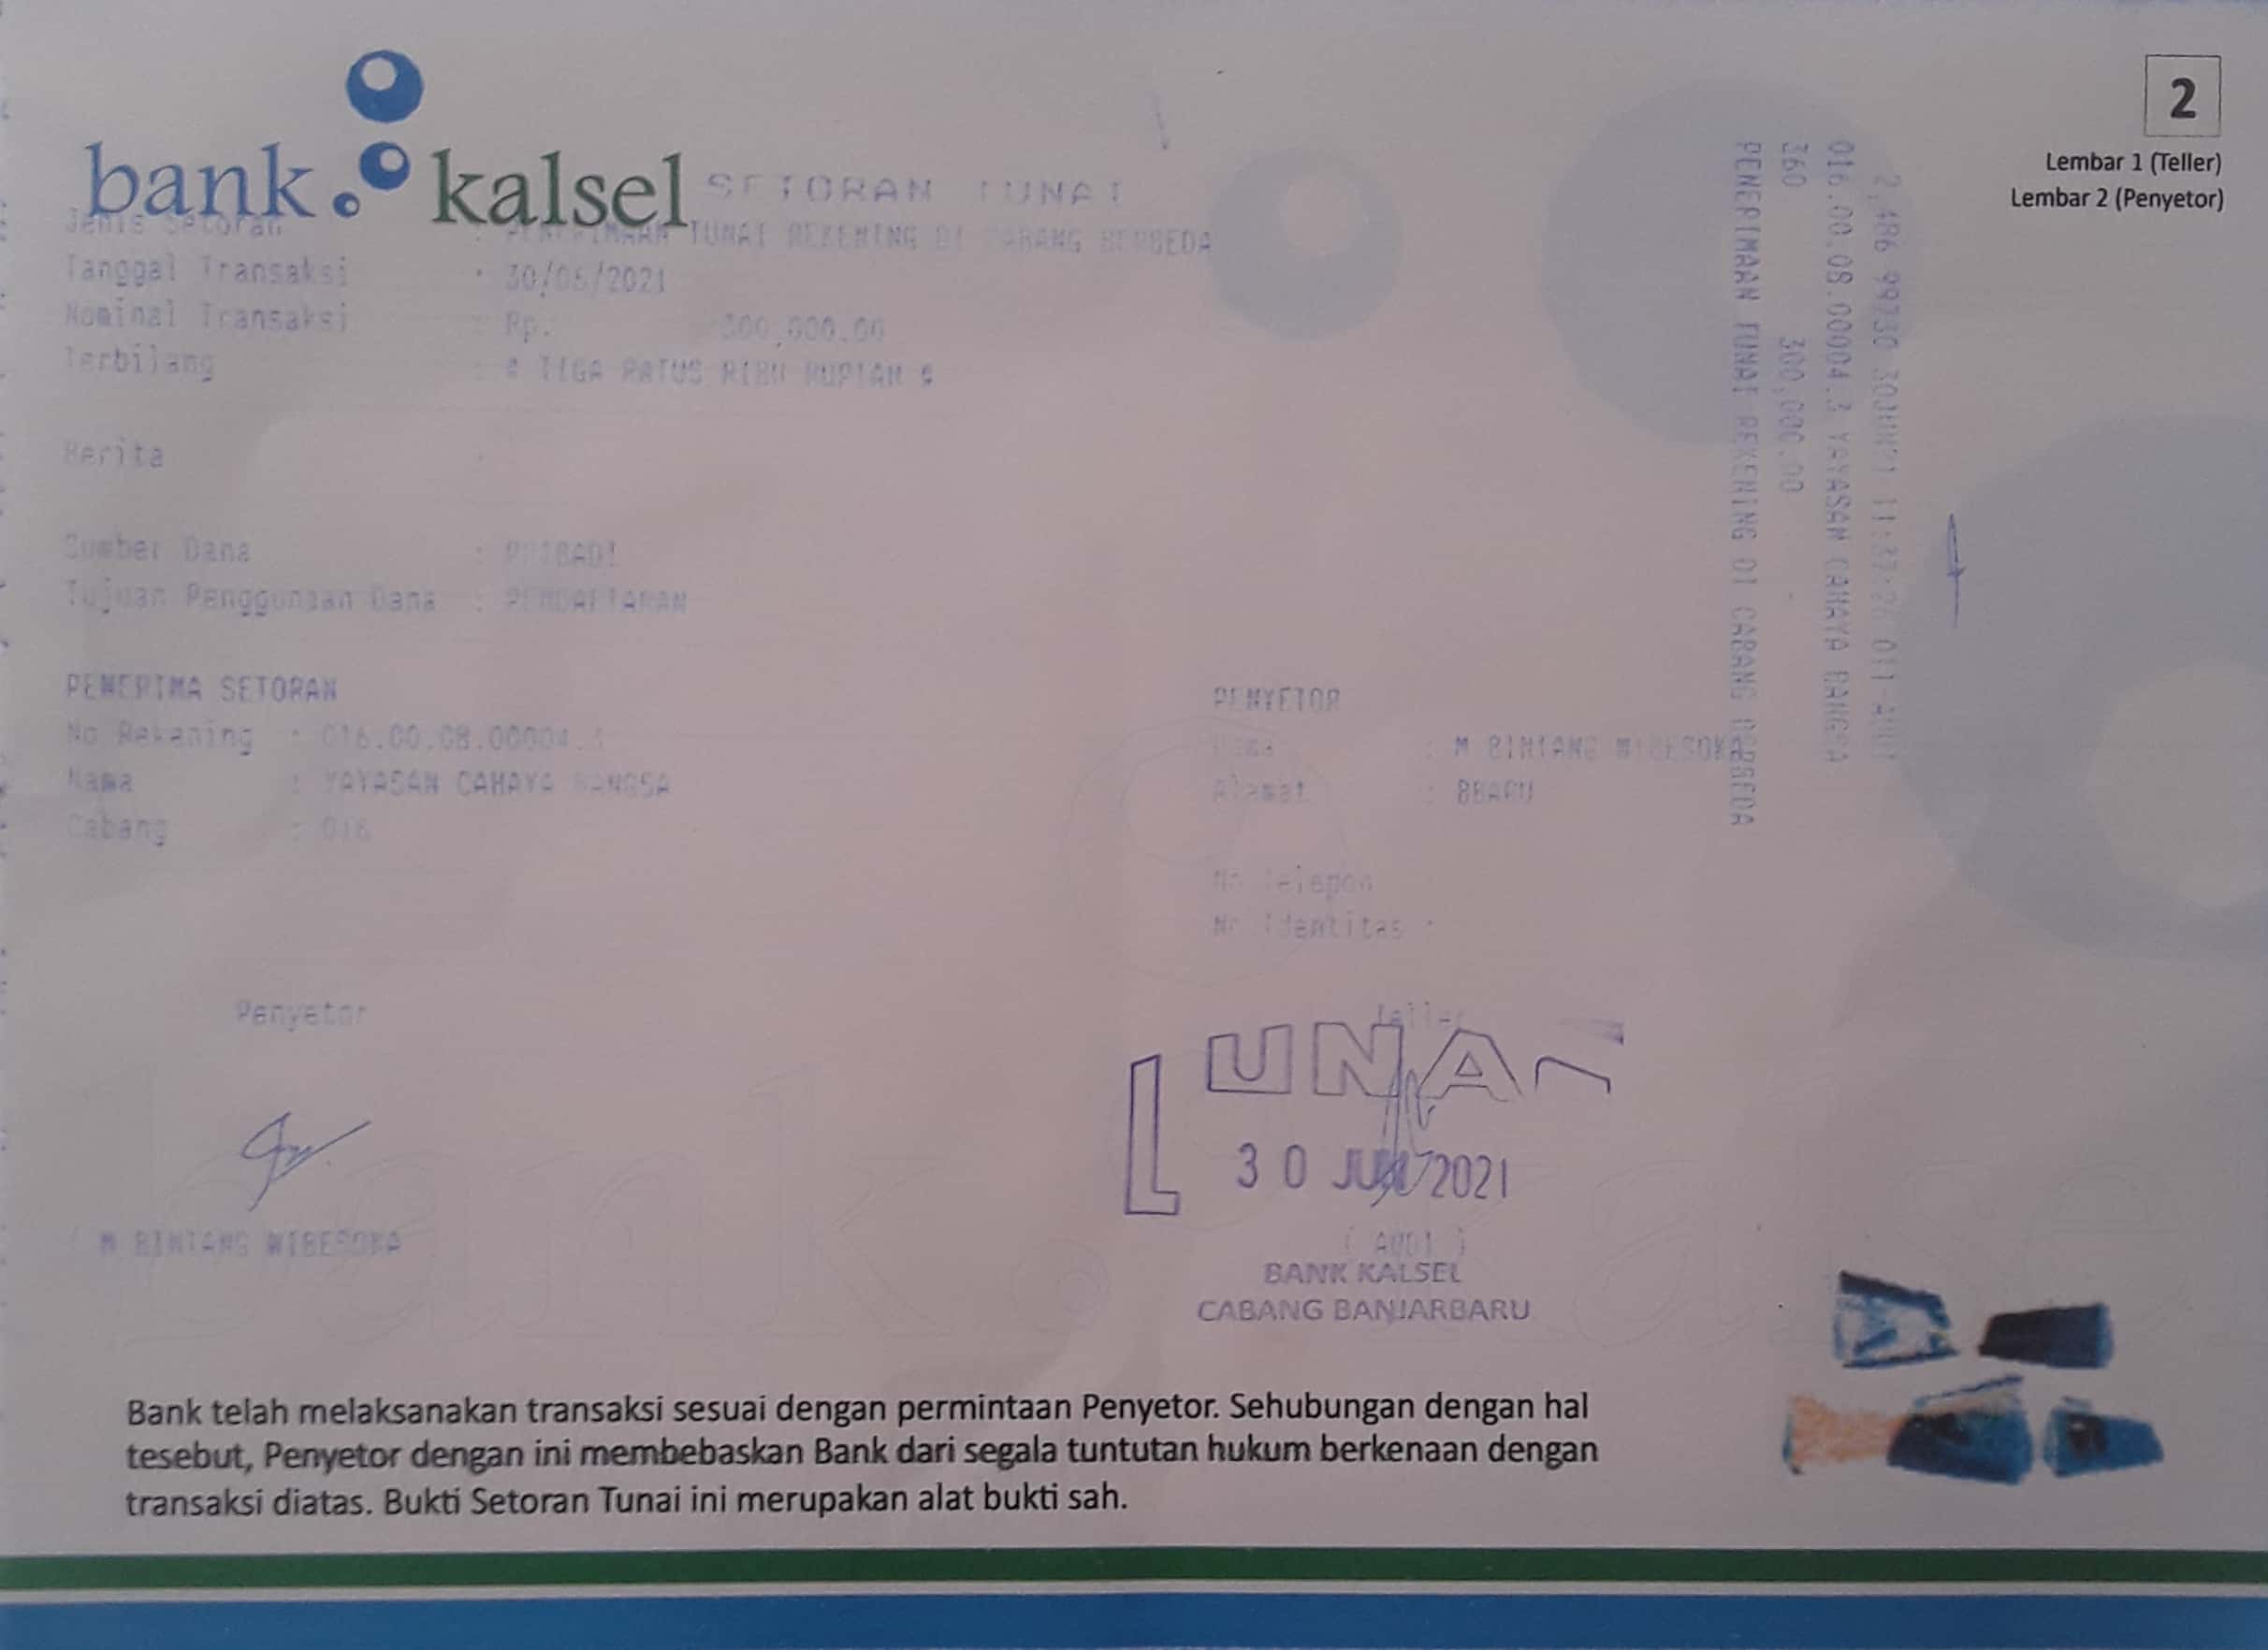 2
Lembar 1 (Teller)
Lembar 2 (Penyetor)
bank kalsel
SETORAN TUNAI
Jenis Setoran : PENERIMAAN TUNAI REKENING DI CABANG BERBEDA
Tanggal Transaksi : 30/06/2021
Nominal Transaksi : Rp. 300,000.00
Terbilang : # TIGA RATUS RIBU RUPIAH #
Berita :
Sumber Dana : PRIBADI
Tujuan Penggunaan Dana : PENDAFTARAN
PENERIMA SETORAN
No Rekening : 016.00.08.00004.3
Nama : YAYASAN CAHAYA BANGSA
Cabang : 016
PENYETOR
Nama : M BINTANG WIBESOKA
Alamat : BBARU
No Telepon
No Identitas :
2,486 99730 30JUN21 11:37:26 011-
016.00.08.00004.3 YAYASAN CAHAYA BANGSA
360 300,000.00
PENERIMAAN TUNAI REKENING DI CABANG BERBEDA
Penyetor
M BINTANG WIBESOKA
Teller
LUNAS
30 JUN 2021
( AUDI )
BANK KALSEL
CABANG BANJARBARU
Bank telah melaksanakan transaksi sesuai dengan permintaan Penyetor. Sehubungan dengan hal
tesebut, Penyetor dengan ini membebaskan Bank dari segala tuntutan hukum berkenaan dengan
transaksi diatas. Bukti Setoran Tunai ini merupakan alat bukti sah.